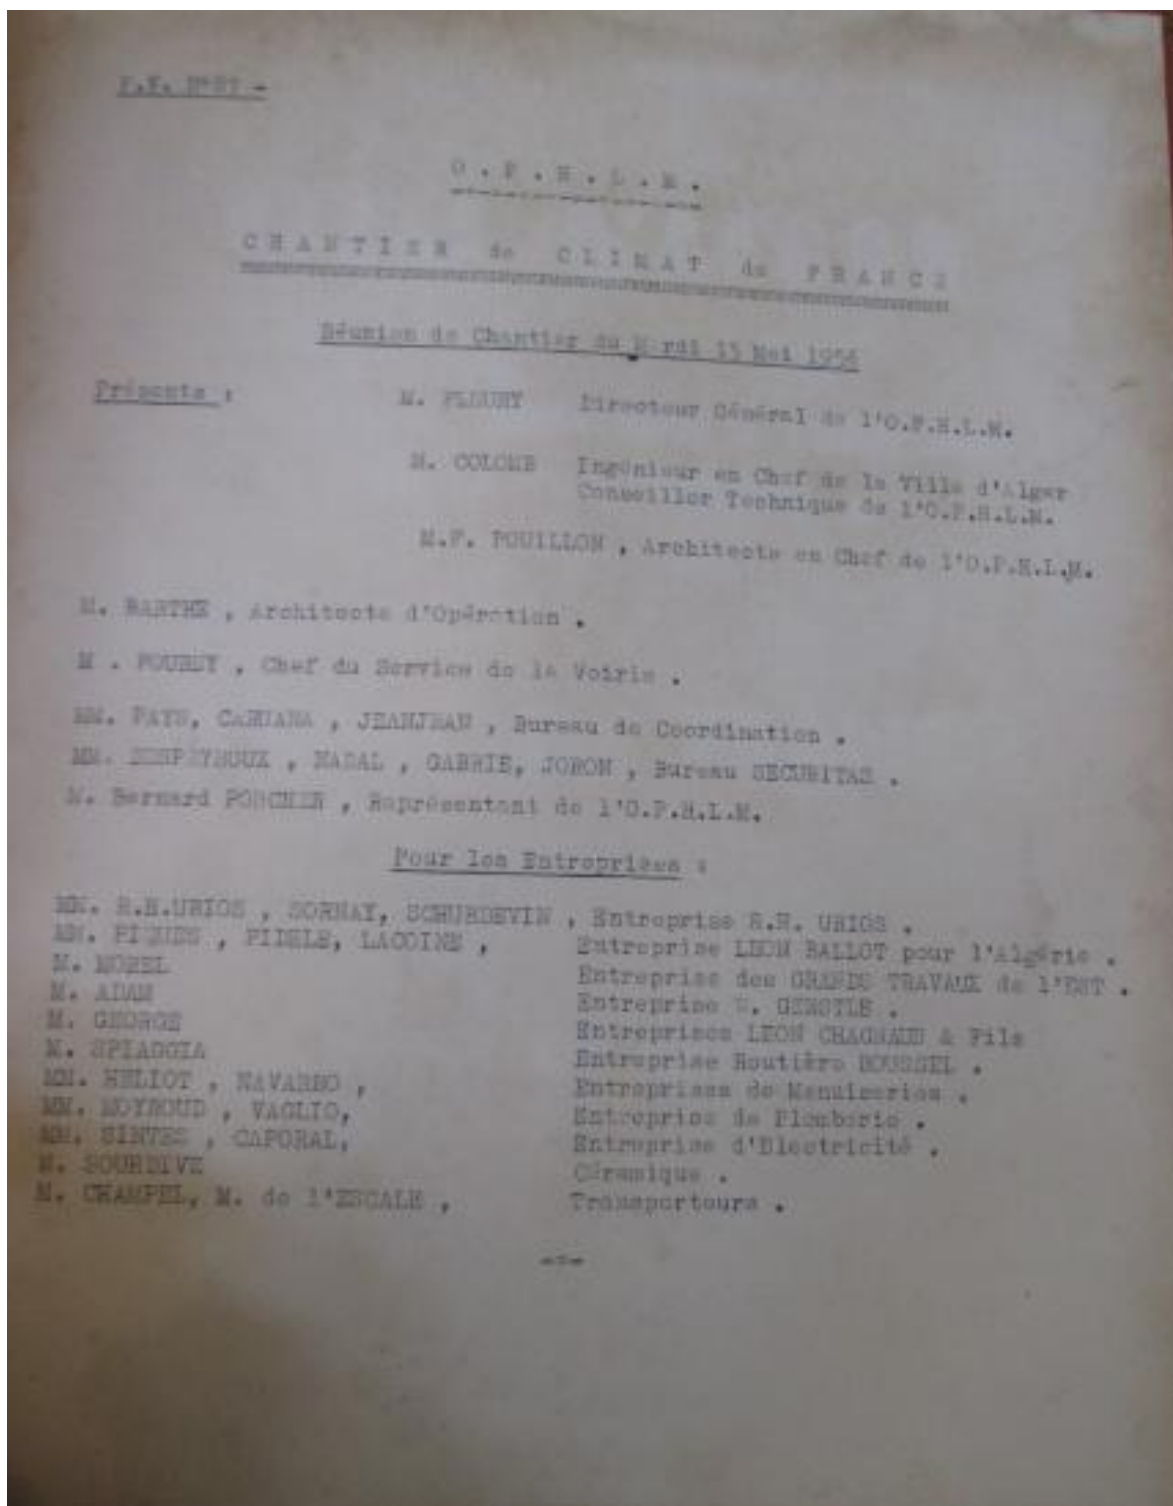 O.P.H.L.M.
CHANTIER de CLIMAT de FRANCE
Réunion de Chantier du Mardi 15 Mai 1956
Présents :
M. FLEURY Directeur Général de l'O.P.H.L.M.
M. COLOMB Ingénieur en Chef de la Ville d'Alger
Conseiller Technique de l'O.P.H.L.M.
M.F. POUILLON , Architecte en Chef de l'O.P.H.L.M.
M. BARTHE , Architecte d'Opération .
M . , Chef du Service de la Voirie .
MM. PAYS, CARUANA , JEANJEAN , Bureau de Coordination .
MM. , NADAL , GABRIE, JORON , Bureau SECURITAS .
M. Bernard PORCHER , Représentant de l'O.P.H.L.M.
Pour les Entreprises :
MM. R.H.URIOS , SORNAY, SCHURDEVIN , Entreprise R.H. URIOS .
MM. , FIDELE, LACOINE , Entreprise LEON BALLOT pour l'Algérie .
M. MOREL Entreprise des GRANDS TRAVAUX de l'EST .
M. ADAM Entreprise GERSTLE .
M. GEORGE Entreprises LEON CHAGNAUD & Fils
M. SPIAGGIA Entreprise Routière ROUSSEL .
MM. HELIOT , NAVARRO , Entreprises de Menuiseries .
MM. MOYROUD , VAGLIO, Entreprise de Plomberie .
MM. SINTES , CAPORAL, Entreprise d'Electricité .
M. SOURDIVE Céramique .
M. CHAMPEL, M. de l'ESCALE , Transporteurs .